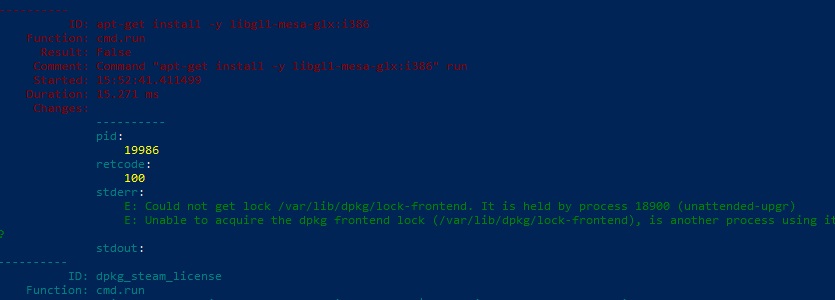 ----------
ID: apt-get install -y libgl1-mesa-glx:i386
Function: cmd.run
Result: False
Comment: Command "apt-get install -y libgl1-mesa-glx:i386" run
Started: 15:52:41.411699
Duration: 15.271 ms
Changes:
----------
pid:
19986
retcode:
100
stderr:
E: Could not get lock /var/lib/dpkg/lock-frontend. It is held by process 18900 (unattended-upgr)
E: Unable to acquire the dpkg frontend lock (/var/lib/dpkg/lock-frontend), is another process using it
?
stdout:
----------
ID: dpkg_steam_license
Function: cmd.run